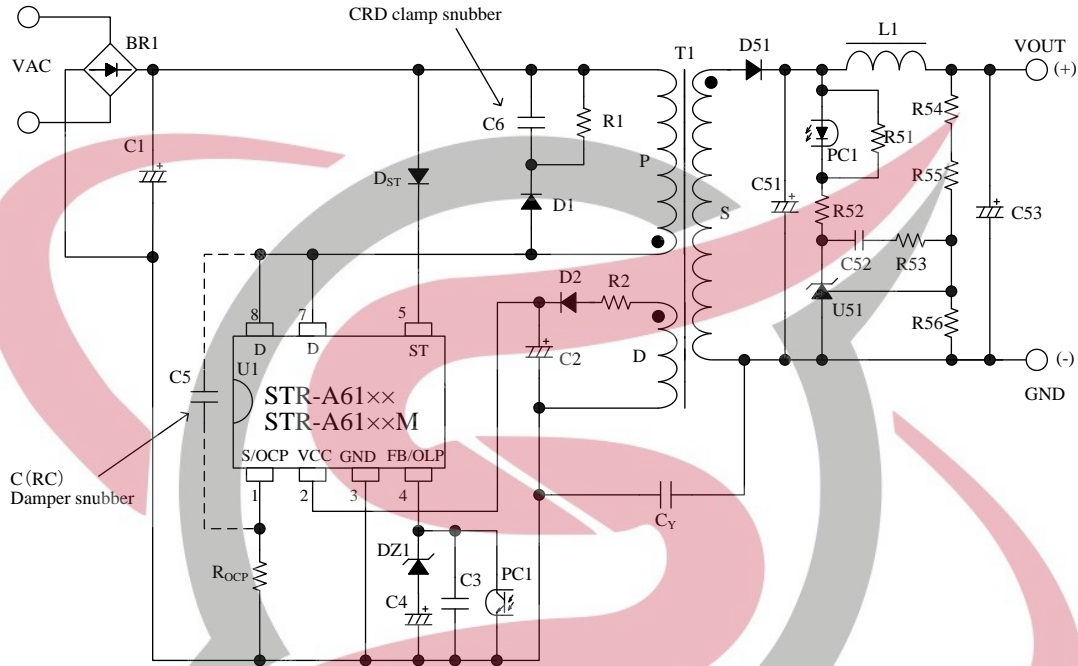 CRD clamp snubber
VAC
BR1
C1
C6
R1
DST
D1
P
T1
S
D51
L1
VOUT
(+)
PC1
R51
R54
R55
C51
R52
C53
C52
R53
U51
R56
(-)
GND
D2
R2
C2
D
8
7
5
D
D
ST
U1
STR-A61××
STR-A61××M
S/OCP
VCC
GND
FB/OLP
1
2
3
4
C5
C(RC)
Damper snubber
ROCP
DZ1
C4
C3
PC1
CY